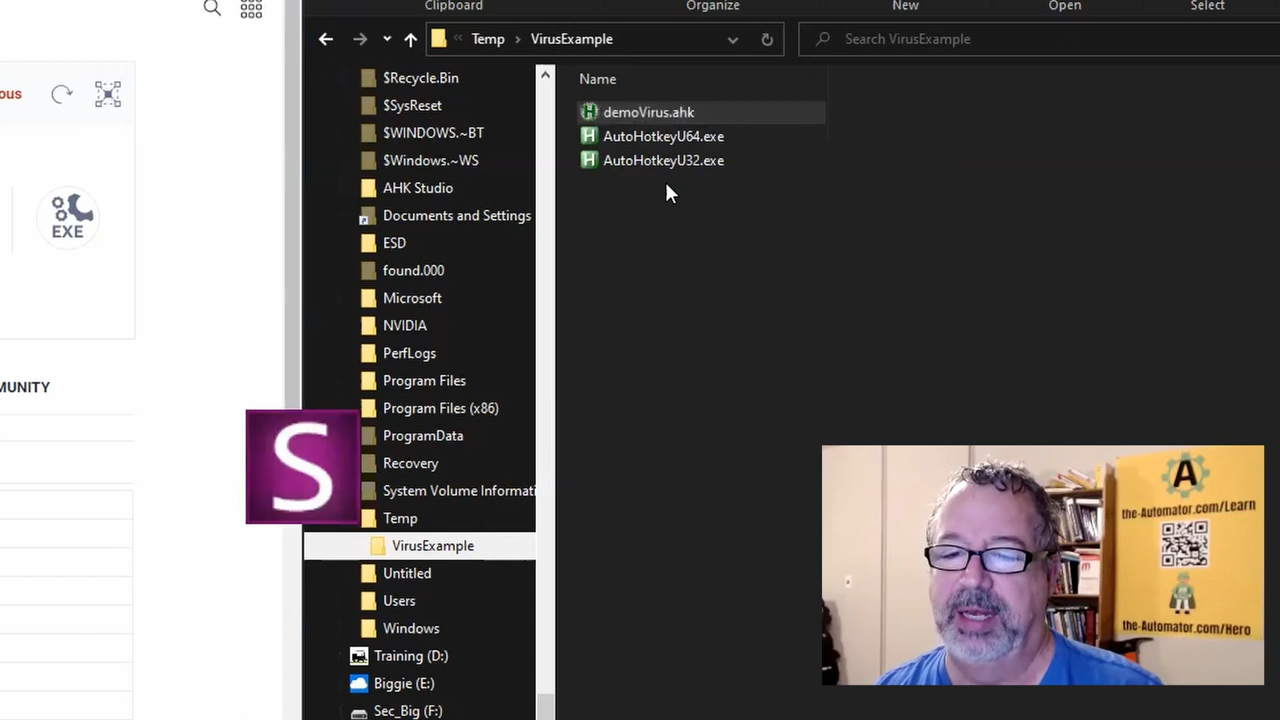 Clipboard
Organize
New
Open
Select
Temp
VirusExample
Search VirusExample
ous
EXE
MUNITY
$Recycle.Bin
$SysReset
$WINDOWS.~BT
$Windows.~WS
AHK Studio
Documents and Settings
ESD
found.000
Microsoft
NVIDIA
PerfLogs
Program Files
Program Files (x86)
ProgramData
Recovery
System Volume Informati
Temp
VirusExample
Untitled
Users
Windows
Training (D:)
Biggie (E:)
Sec_Big (F:)
Name
demoVirus.ahk
AutoHotkeyU64.exe
AutoHotkeyU32.exe
S
A
the-Automator.com/Learn
the-Automator.com/Hero